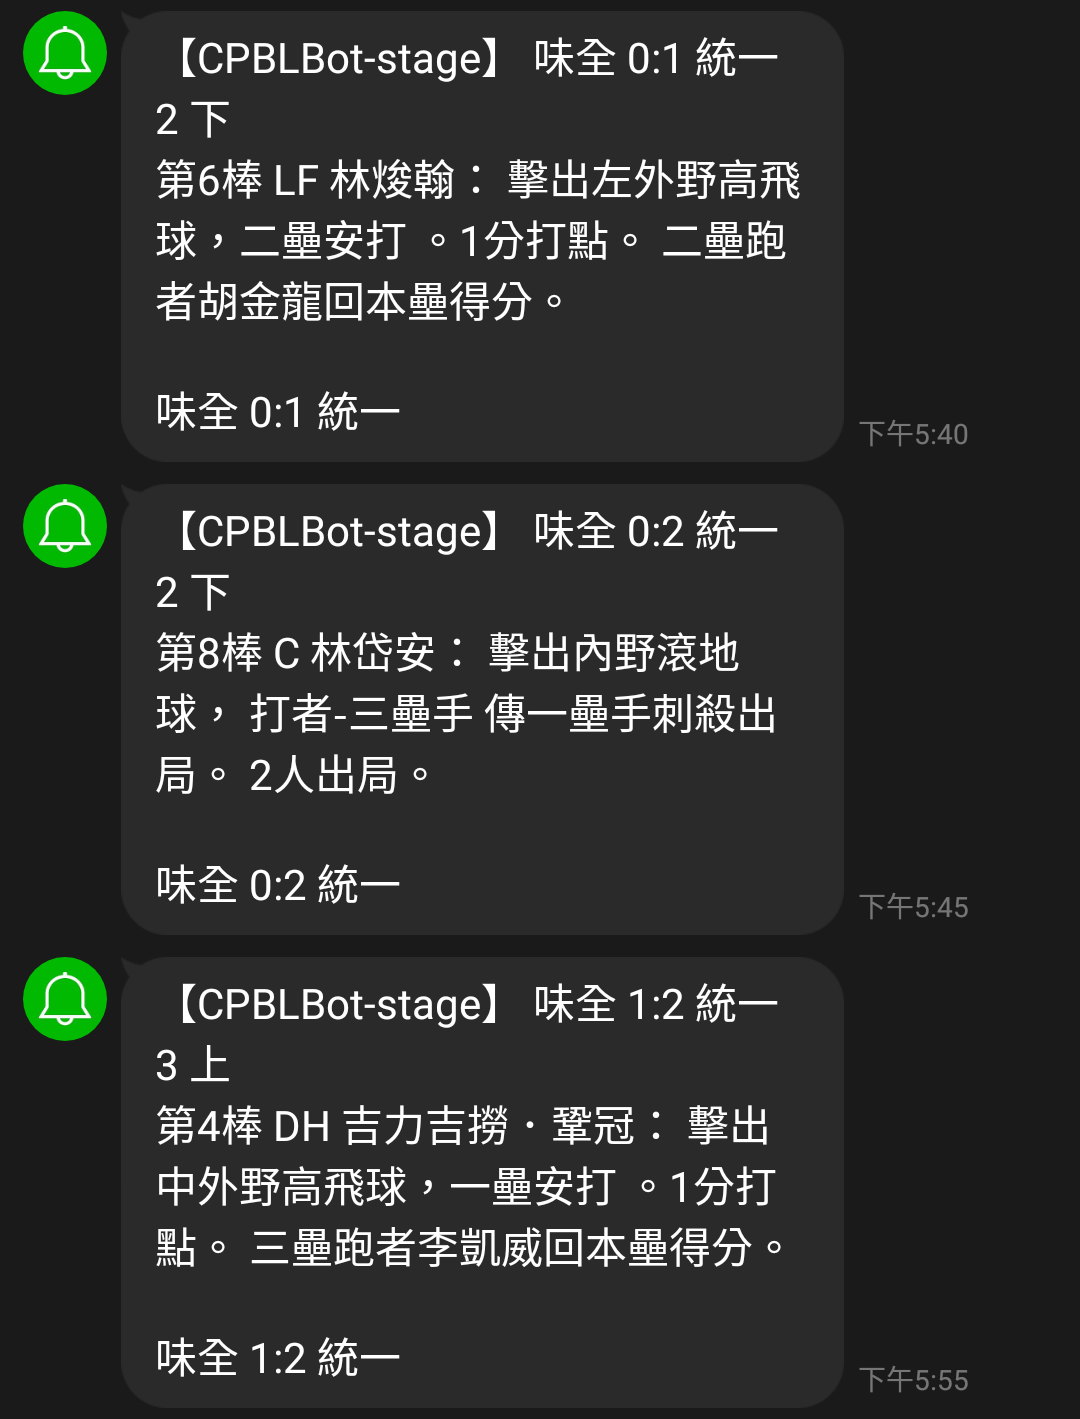 【CPBLBot-stage】 味全 0:1 統一
2 下
第6棒 LF 林焌翰： 擊出左外野高飛
球，二壘安打 。1分打點。 二壘跑
者胡金龍回本壘得分。
味全 0:1 統一
下午5:40
【CPBLBot-stage】 味全 0:2 統一
2 下
第8棒 C 林岱安： 擊出內野滾地
球， 打者-三壘手 傳一壘手刺殺出
局。 2人出局。
味全 0:2 統一
下午5:45
【CPBLBot-stage】 味全 1:2 統一
3 上
第4棒 DH 吉力吉撈．鞏冠： 擊出
中外野高飛球，一壘安打 。1分打
點。 三壘跑者李凱威回本壘得分。
味全 1:2 統一
下午5:55